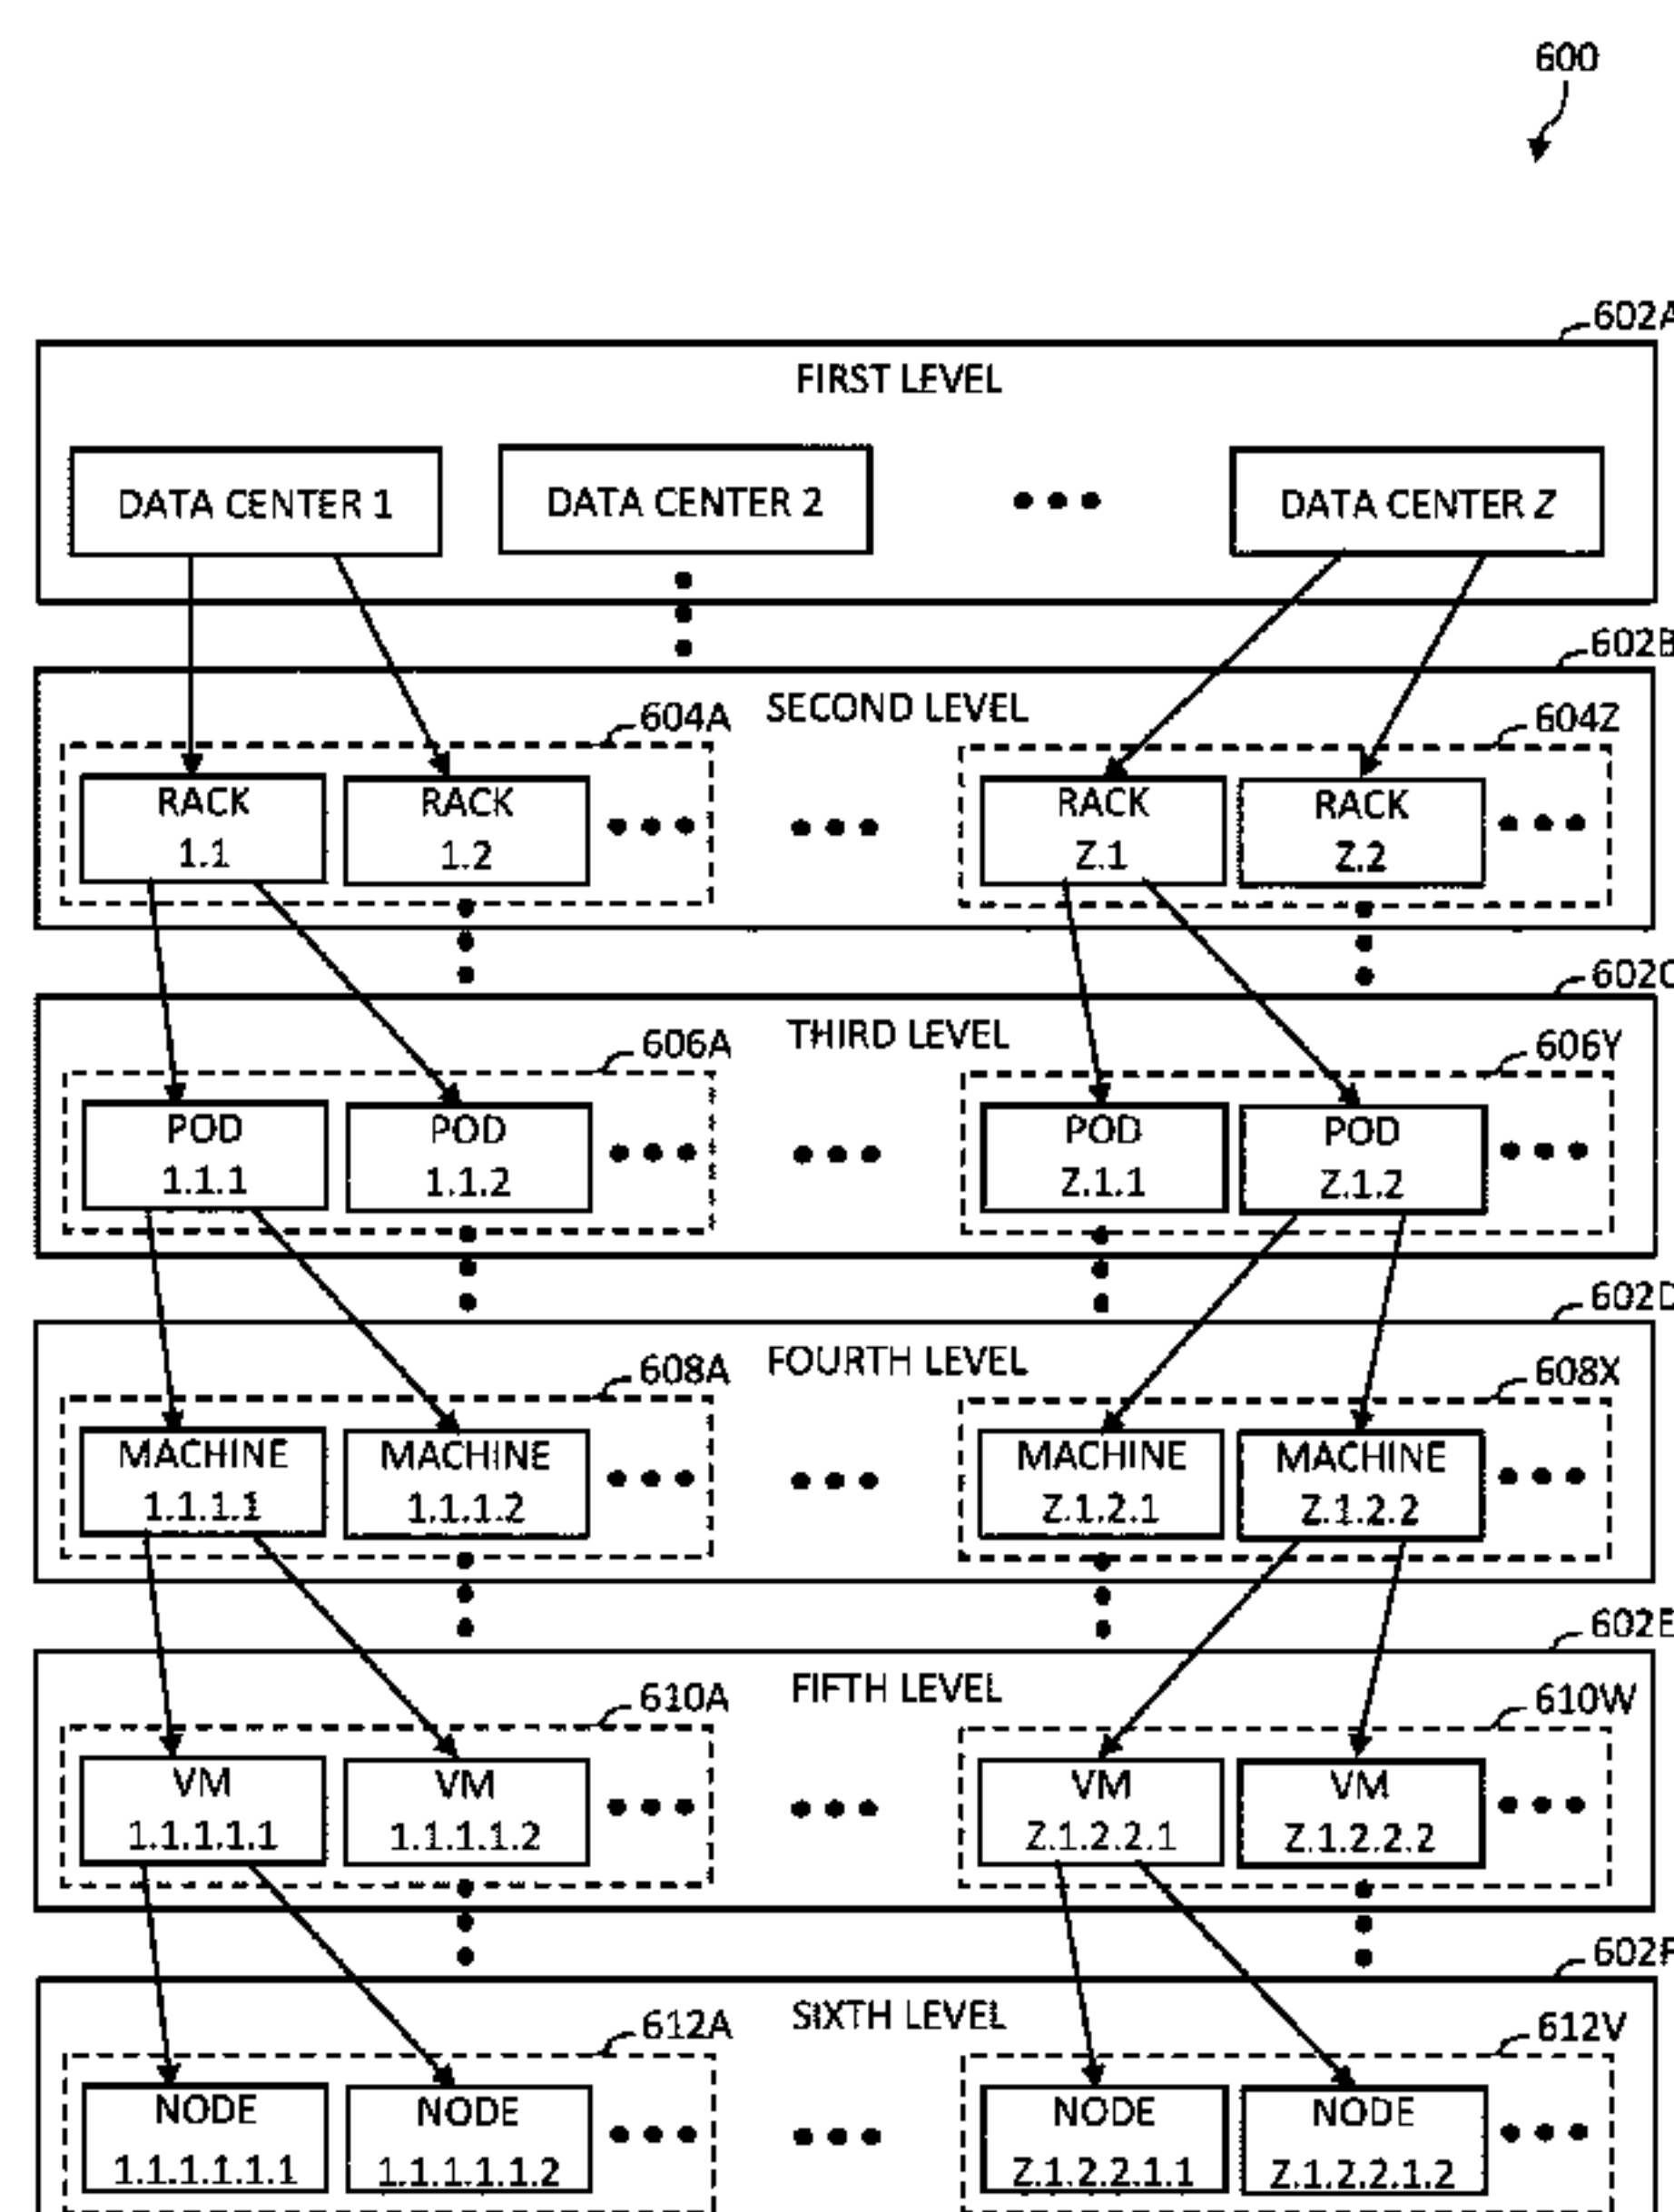 600
602A
FIRST LEVEL
DATA CENTER 1
DATA CENTER 2
DATA CENTER Z
602B
SECOND LEVEL
604A
604Z
RACK
1.1
RACK
1.2
RACK
Z.1
RACK
Z.2
602C
THIRD LEVEL
606A
606Y
POD
1.1.1
POD
1.1.2
POD
Z.1.1
POD
Z.1.2
602D
FOURTH LEVEL
608A
608X
MACHINE
1.1.1.1
MACHINE
1.1.1.2
MACHINE
Z.1.2.1
MACHINE
Z.1.2.2
602E
FIFTH LEVEL
610A
610W
VM
1.1.1.1.1
VM
1.1.1.1.2
VM
Z.1.2.2.1
VM
Z.1.2.2.2
602F
SIXTH LEVEL
612A
612V
NODE
1.1.1.1.1.1
NODE
1.1.1.1.1.2
NODE
Z.1.2.2.1.1
NODE
Z.1.2.2.1.2